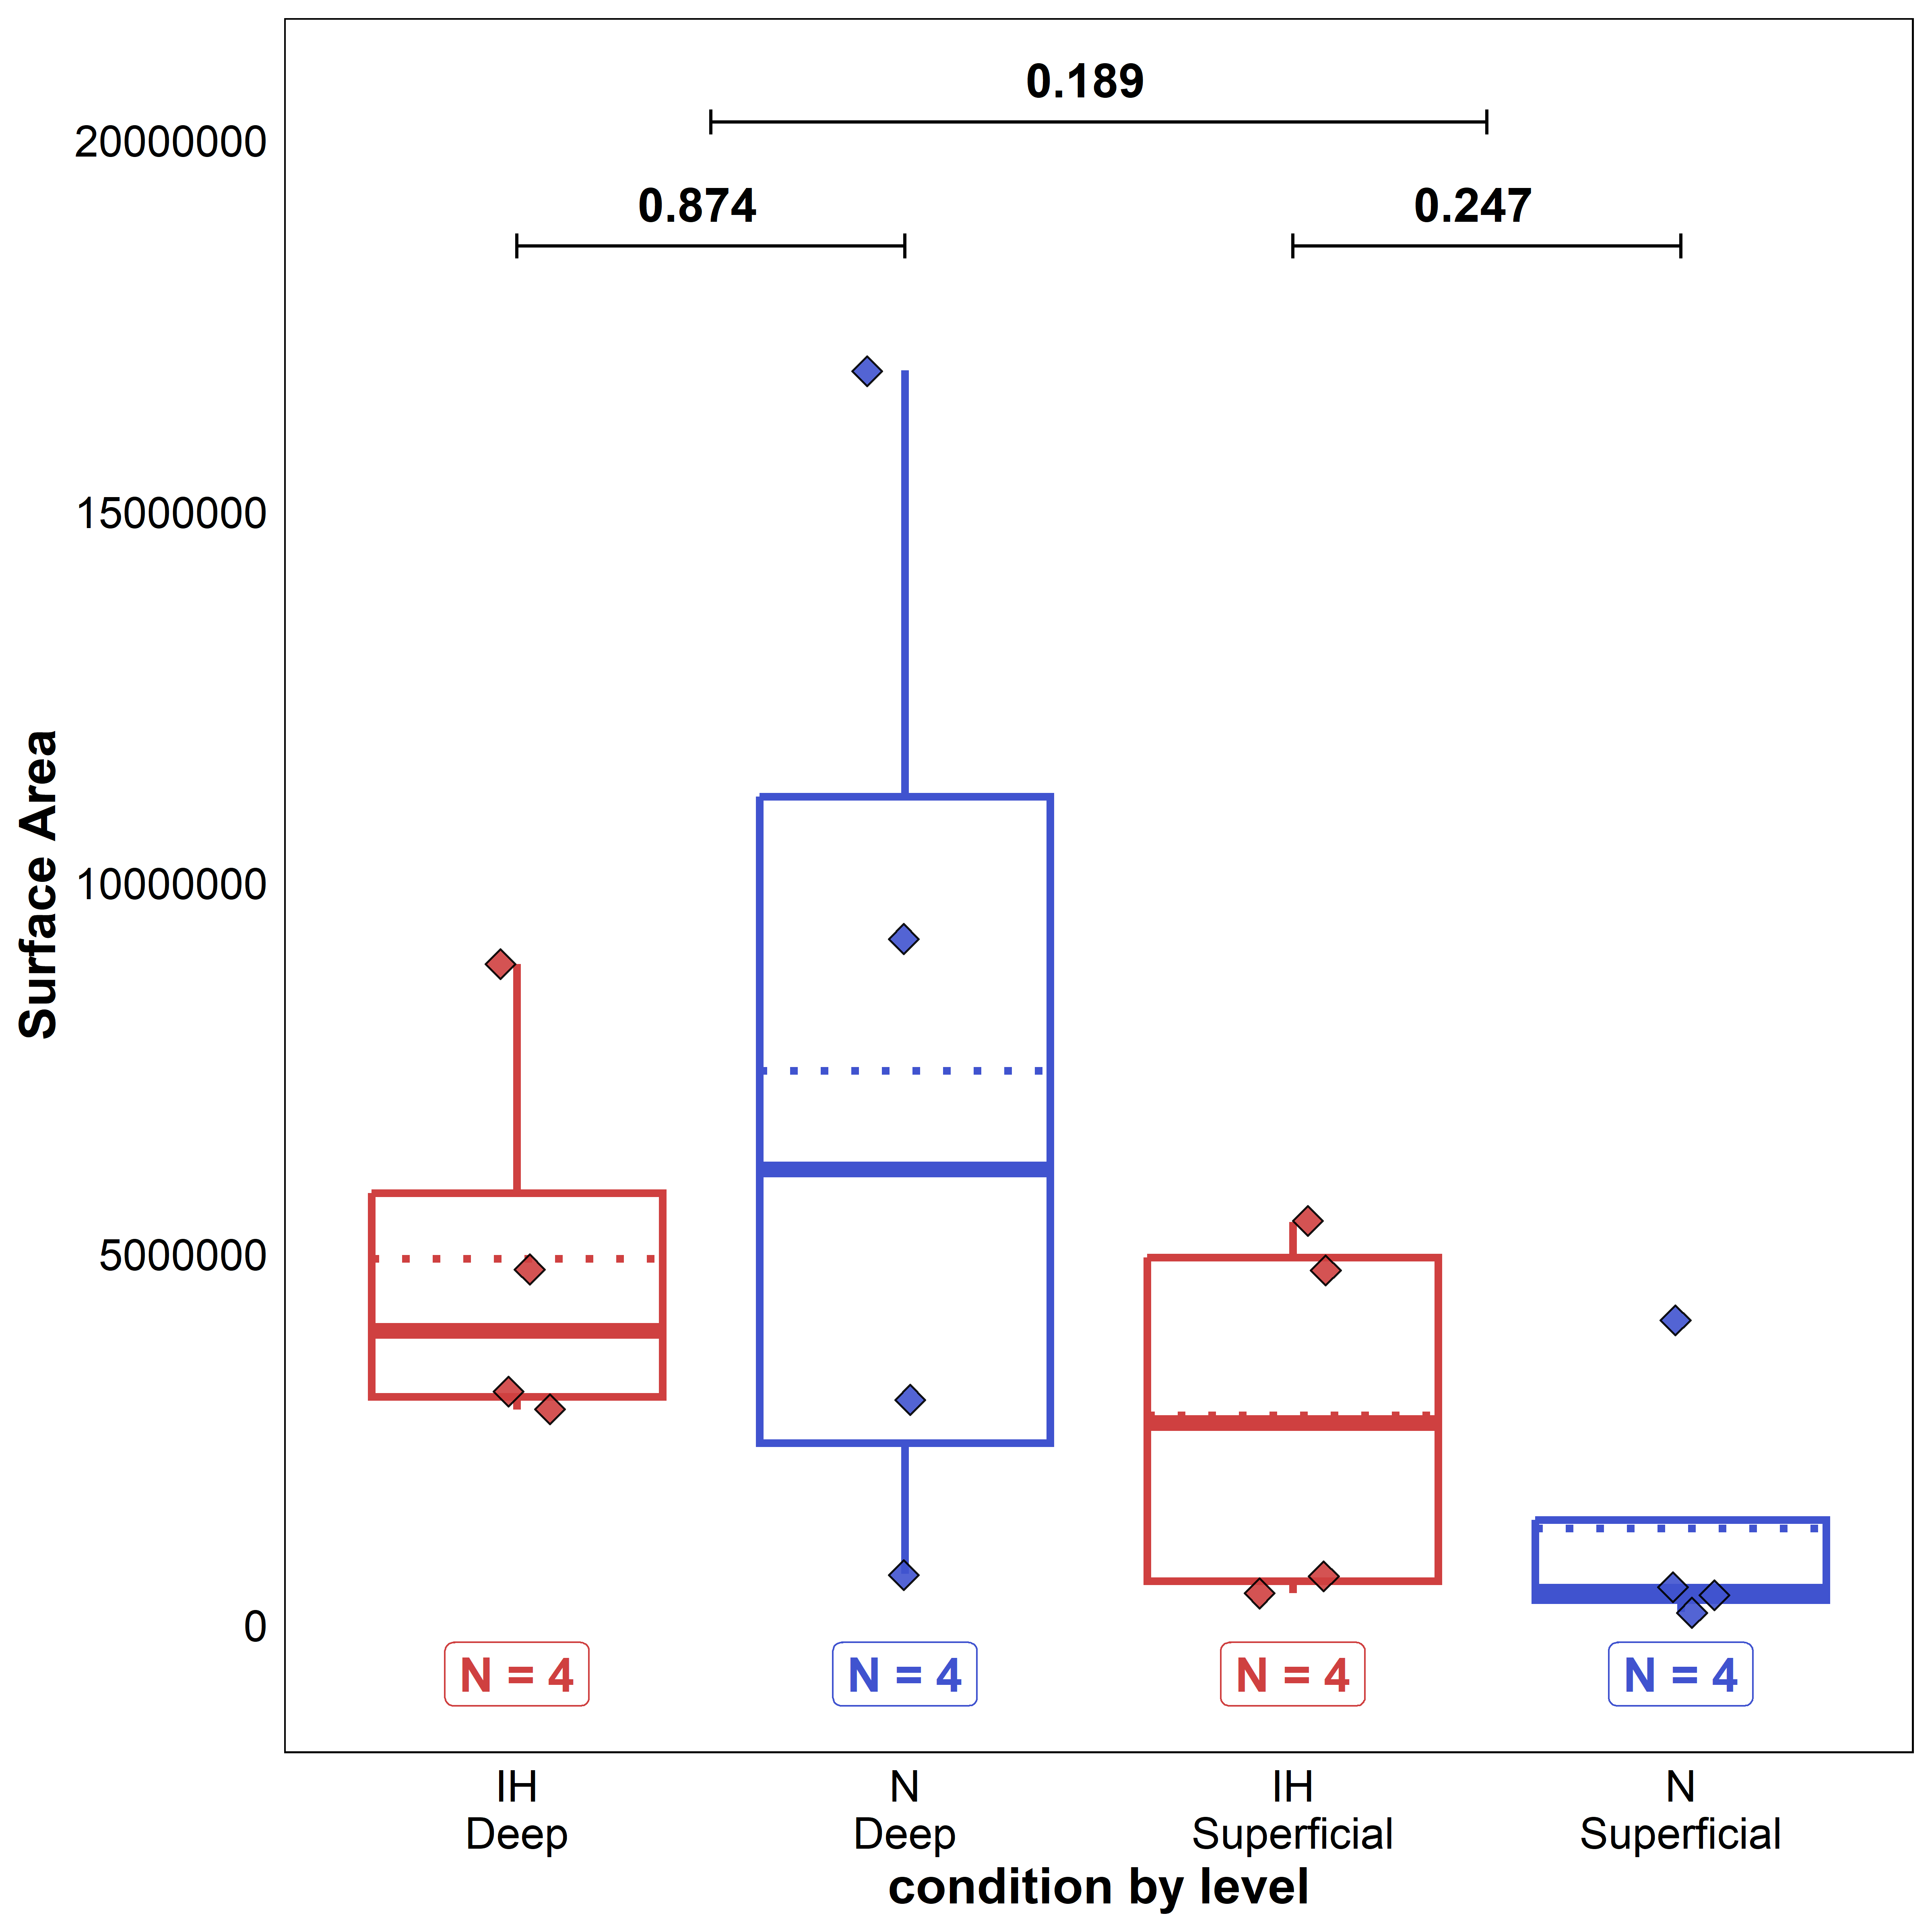 0.189
0.874
0.247
20000000
15000000
10000000
5000000
0
Surface Area
N = 4
N = 4
N = 4
N = 4
IH
Deep
N
Deep
IH
Superficial
N
Superficial
condition by level